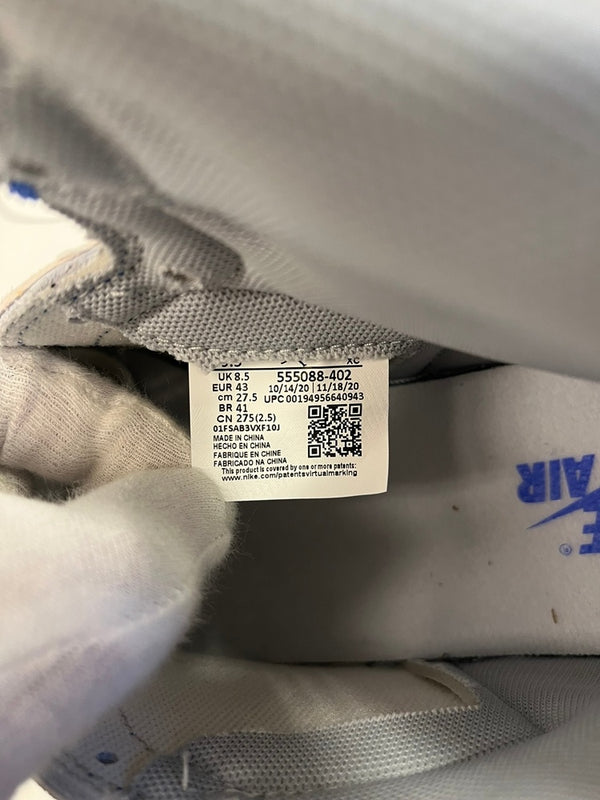 XC
UK 8.5 555088-402
EUR 43 10/14/20 | 11/18/20
cm 27.5 UPC 00194956640943
BR 41
CN 275(2.5)
01FSAB3VXF10J
MADE IN CHINA
HECHO EN CHINA
FABRIQUE EN CHINE
FABRICADO NA CHINA
This product is covered by one or more patents:
www.nike.com/patentsvirtualmarking
AIR